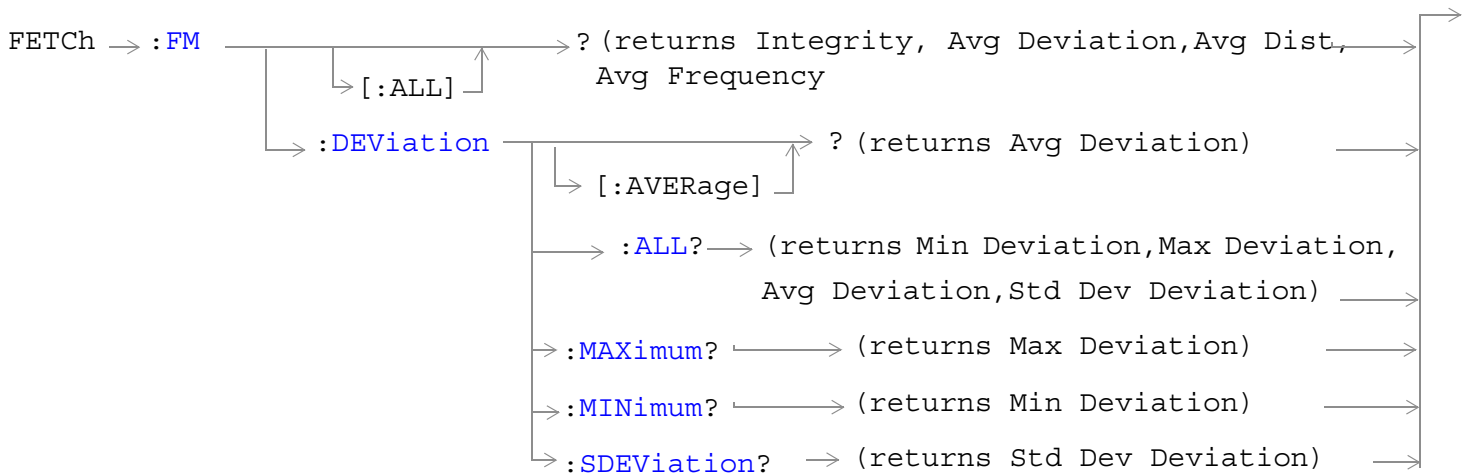 FETCh :FM ? (returns Integrity, Avg Deviation,Avg Dist,
[:ALL] Avg Frequency
:DEViation ? (returns Avg Deviation)
[:AVERage]
:ALL? (returns Min Deviation,Max Deviation,
Avg Deviation,Std Dev Deviation)
:MAXimum? (returns Max Deviation)
:MINimum? (returns Min Deviation)
:SDEViation? (returns Std Dev Deviation)